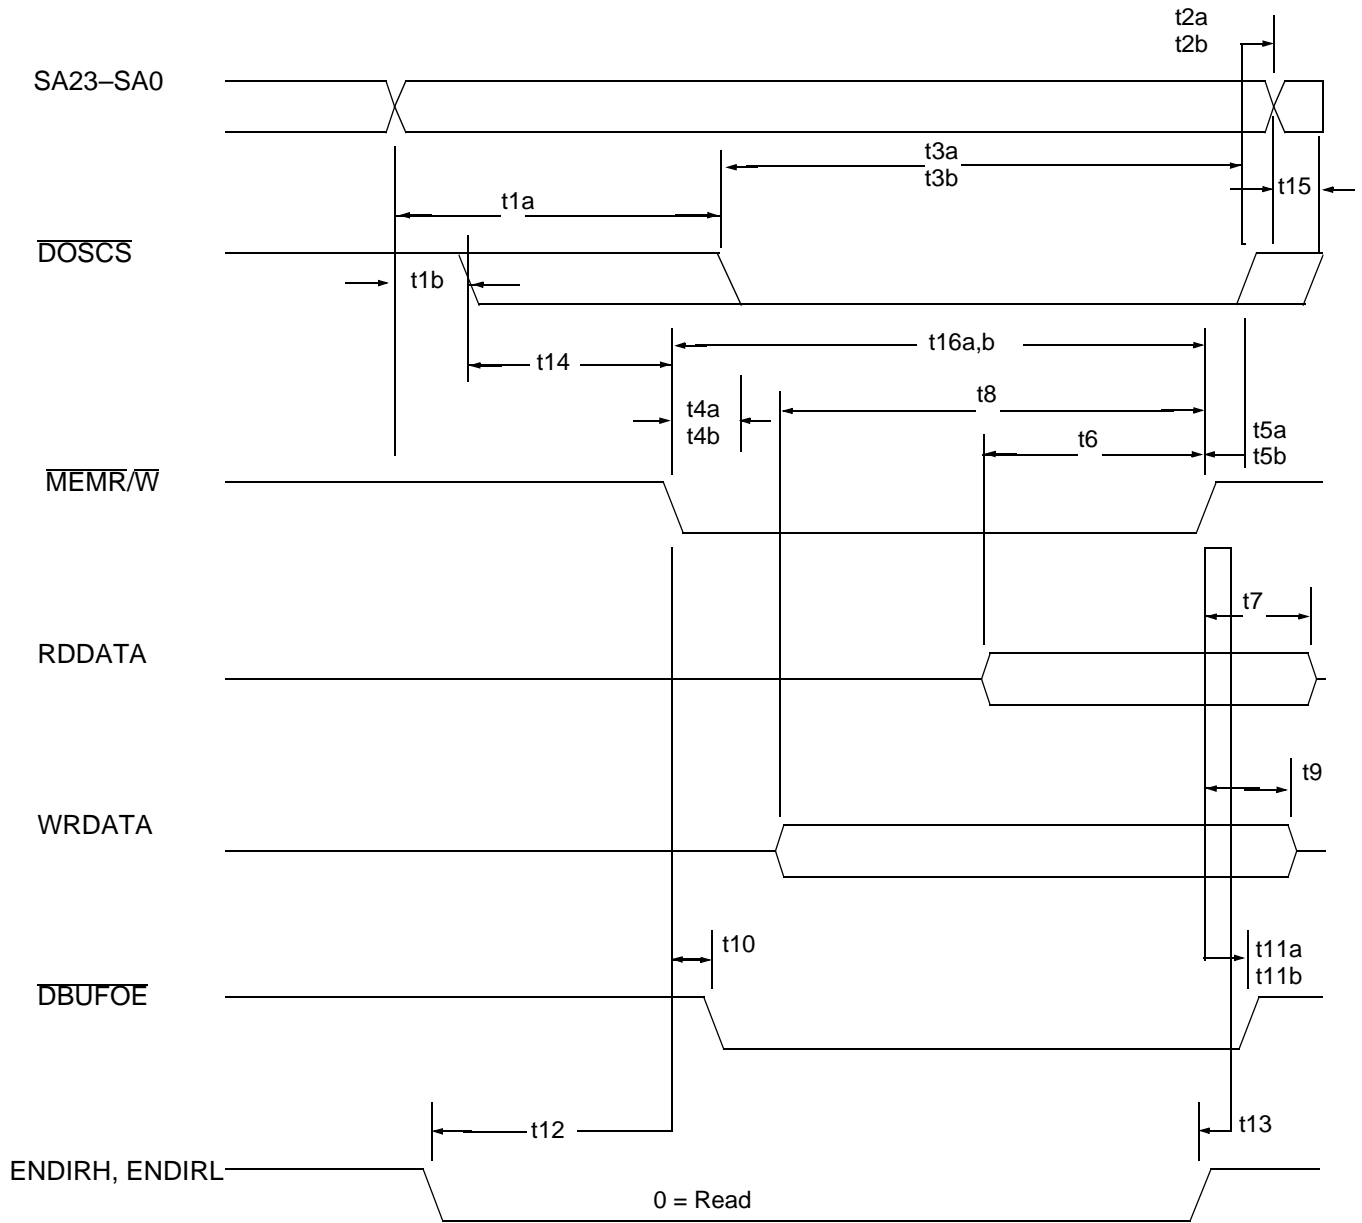 t2a
t2b
SA23–SA0
t3a
t3b
t15
t1a
DOSCS
t1b
t16a,b
t14
t8
t4a
t4b
t6
t5a
t5b
MEMR/W
t7
RDDATA
t9
WRDATA
t10
t11a
t11b
DBUFOE
t12
t13
ENDIRH, ENDIRL
0 = Read